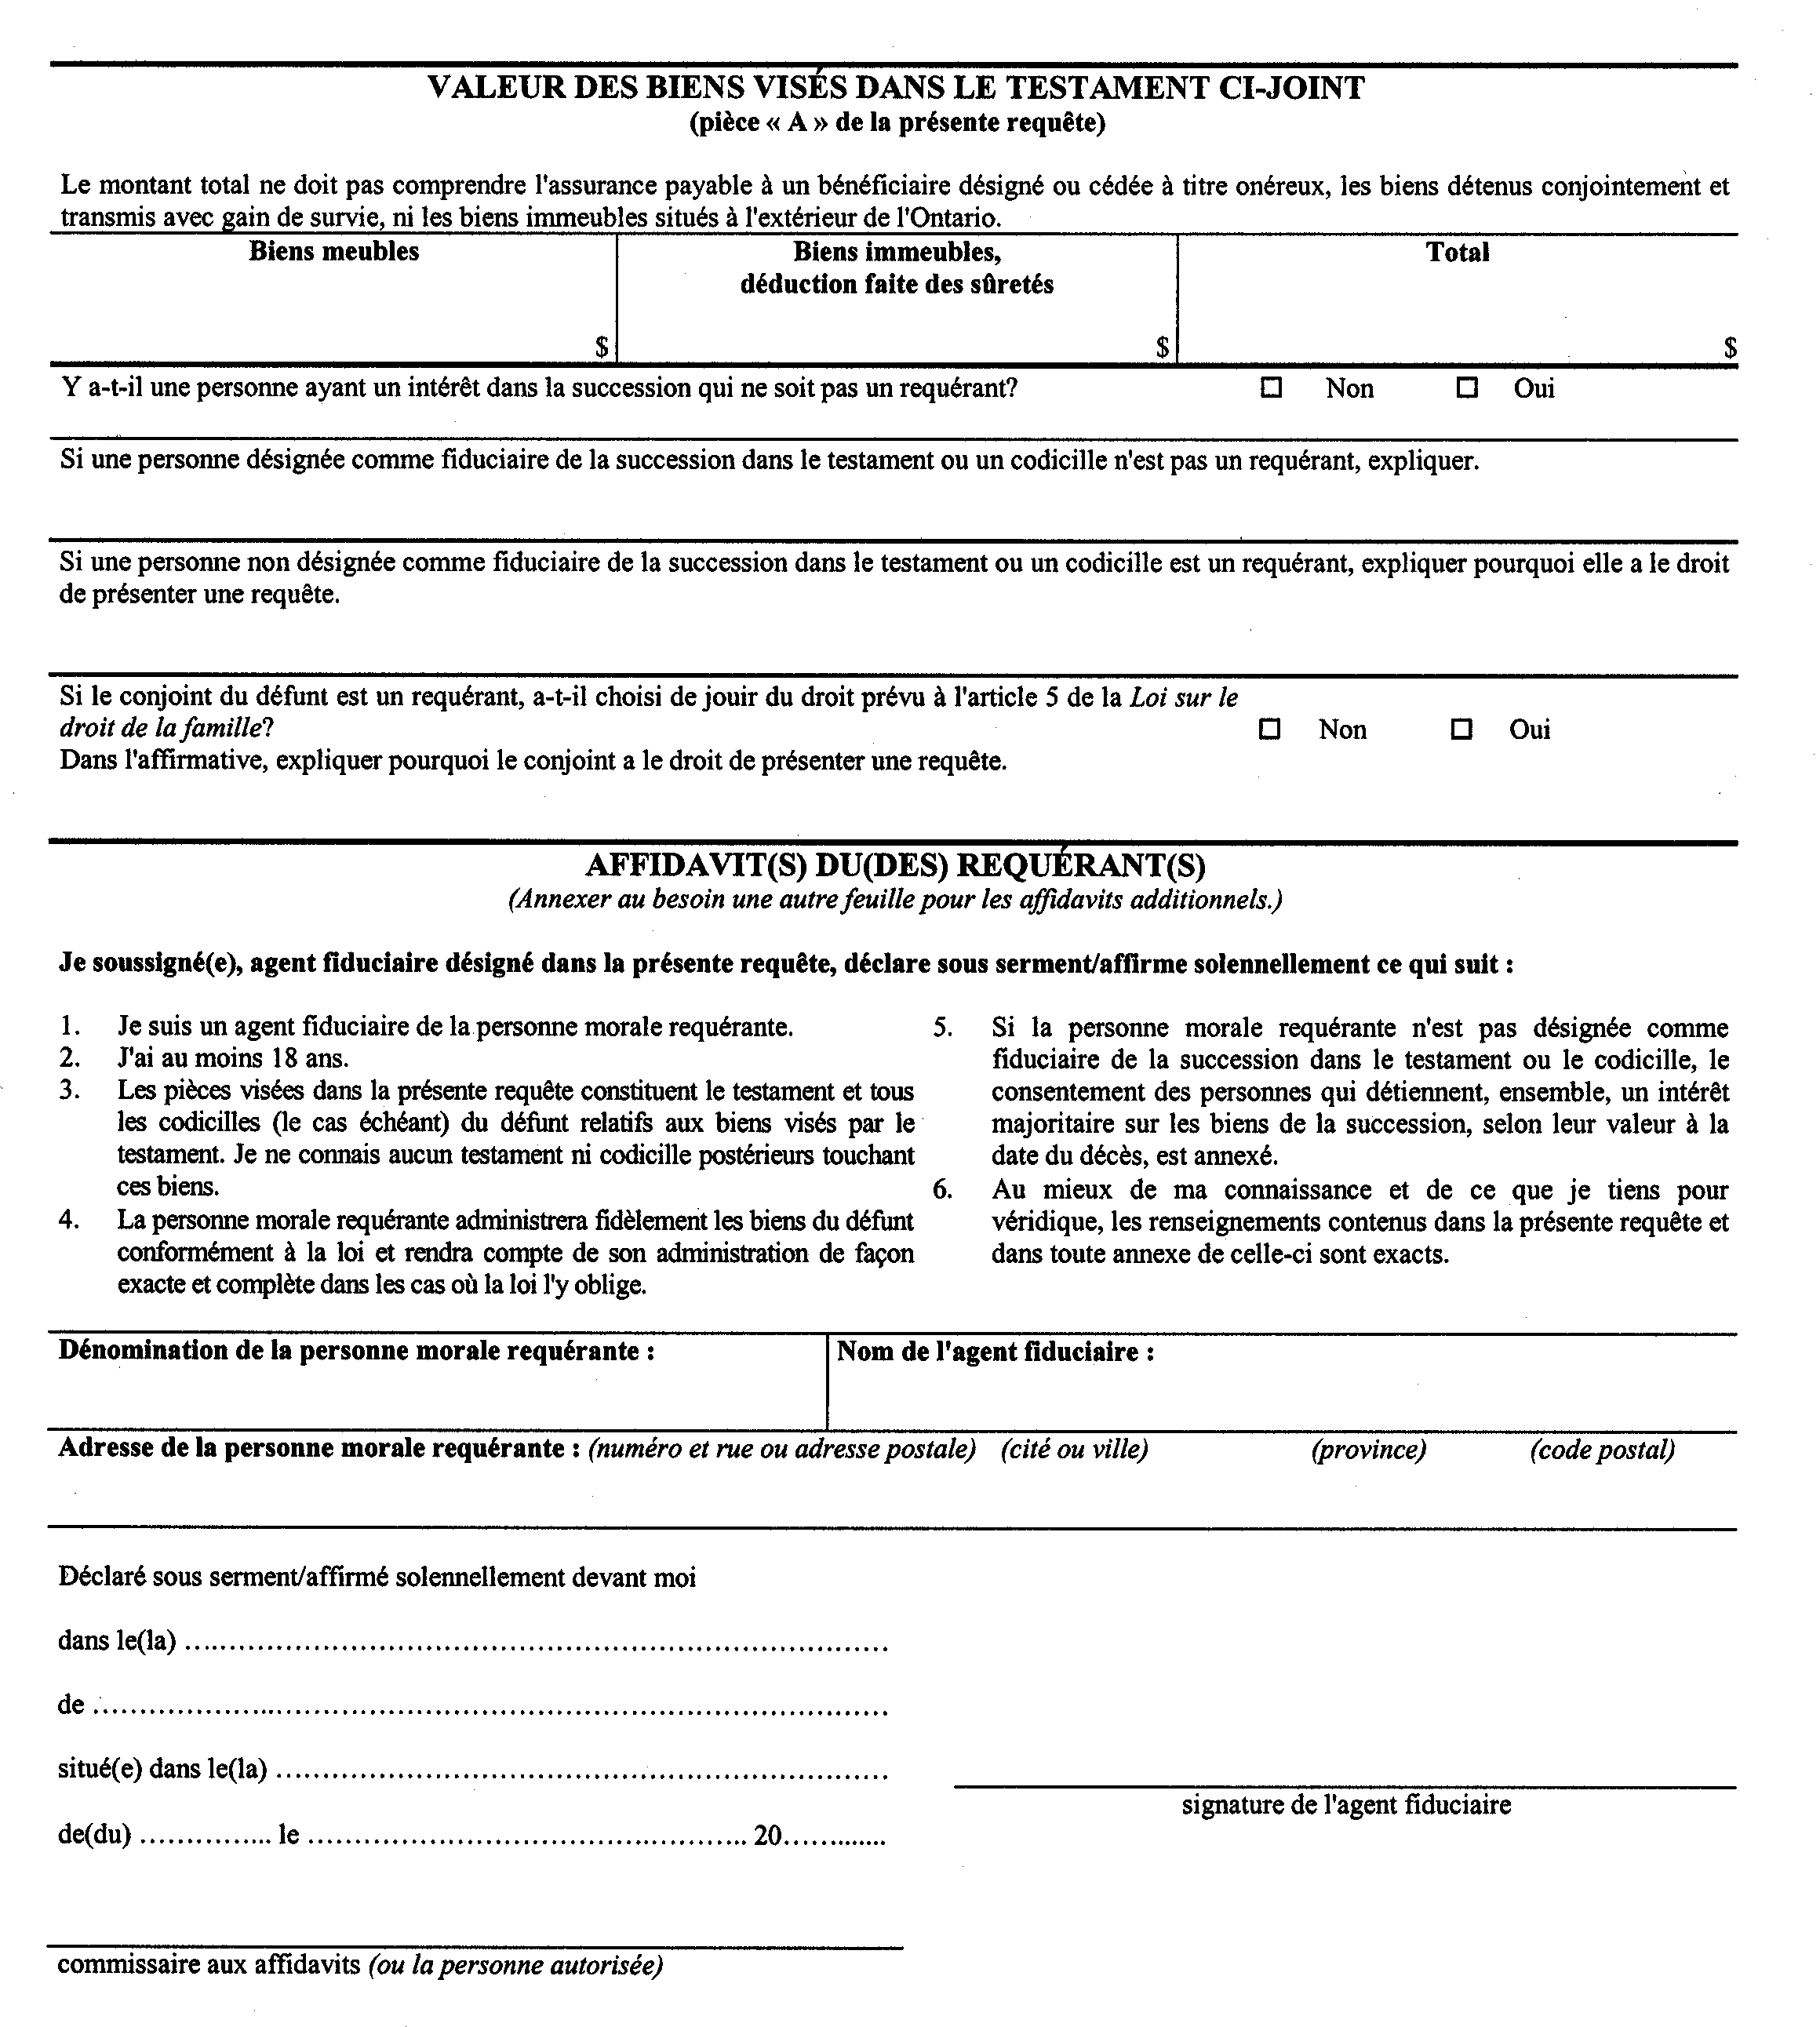 VALEUR DES BIENS VISÉS DANS LE TESTAMENT CI-JOINT
(pièce « A » de la présente requête)
Le montant total ne doit pas comprendre l'assurance payable à un bénéficiaire désigné ou cédée à titre onéreux, les biens détenus conjointement et
transmis avec gain de survie, ni les biens immeubles situés à l'extérieur de l'Ontario.
Biens meubles
$
Biens immeubles,
déduction faite des sûretés
$
Total
$
Y a-t-il une personne ayant un intérêt dans la succession qui ne soit pas un requérant? Non Oui
Si une personne désignée comme fiduciaire de la succession dans le testament ou un codicille n'est pas un requérant, expliquer.
Si une personne non désignée comme fiduciaire de la succession dans le testament ou un codicille est un requérant, expliquer pourquoi elle a le droit
de présenter une requête.
Si le conjoint du défunt est un requérant, a-t-il choisi de jouir du droit prévu à l'article 5 de la Loi sur le
droit de la famille? Non Oui
Dans l'affirmative, expliquer pourquoi le conjoint a le droit de présenter une requête.
AFFIDAVIT(S) DU(DES) REQUÉRANT(S)
(Annexer au besoin une autre feuille pour les affidavits additionnels.)
Je soussigné(e), agent fiduciaire désigné dans la présente requête, déclare sous serment/affirme solennellement ce qui suit :
1. Je suis un agent fiduciaire de la personne morale requérante.
2. J'ai au moins 18 ans.
3. Les pièces visées dans la présente requête constituent le testament et tous
les codicilles (le cas échéant) du défunt relatifs aux biens visés par le
testament. Je ne connais aucun testament ni codicille postérieurs touchant
ces biens.
4. La personne morale requérante administrera fidèlement les biens du défunt
conformément à la loi et rendra compte de son administration de façon
exacte et complète dans les cas où la loi l'y oblige.
5. Si la personne morale requérante n'est pas désignée comme
fiduciaire de la succession dans le testament ou le codicille, le
consentement des personnes qui détiennent, ensemble, un intérêt
majoritaire sur les biens de la succession, selon leur valeur à la
date du décès, est annexé.
6. Au mieux de ma connaissance et de ce que je tiens pour
véridique, les renseignements contenus dans la présente requête et
dans toute annexe de celle-ci sont exacts.
Dénomination de la personne morale requérante :
Nom de l'agent fiduciaire :
Adresse de la personne morale requérante : (numéro et rue ou adresse postale) (cité ou ville) (province) (code postal)
Déclaré sous serment/affirmé solennellement devant moi
dans le(la) ................................................................................
de ................................................................................
situé(e) dans le(la) ................................................................
signature de l'agent fiduciaire
de(du) ............... le ................................................ 20............
commissaire aux affidavits (ou la personne autorisée)